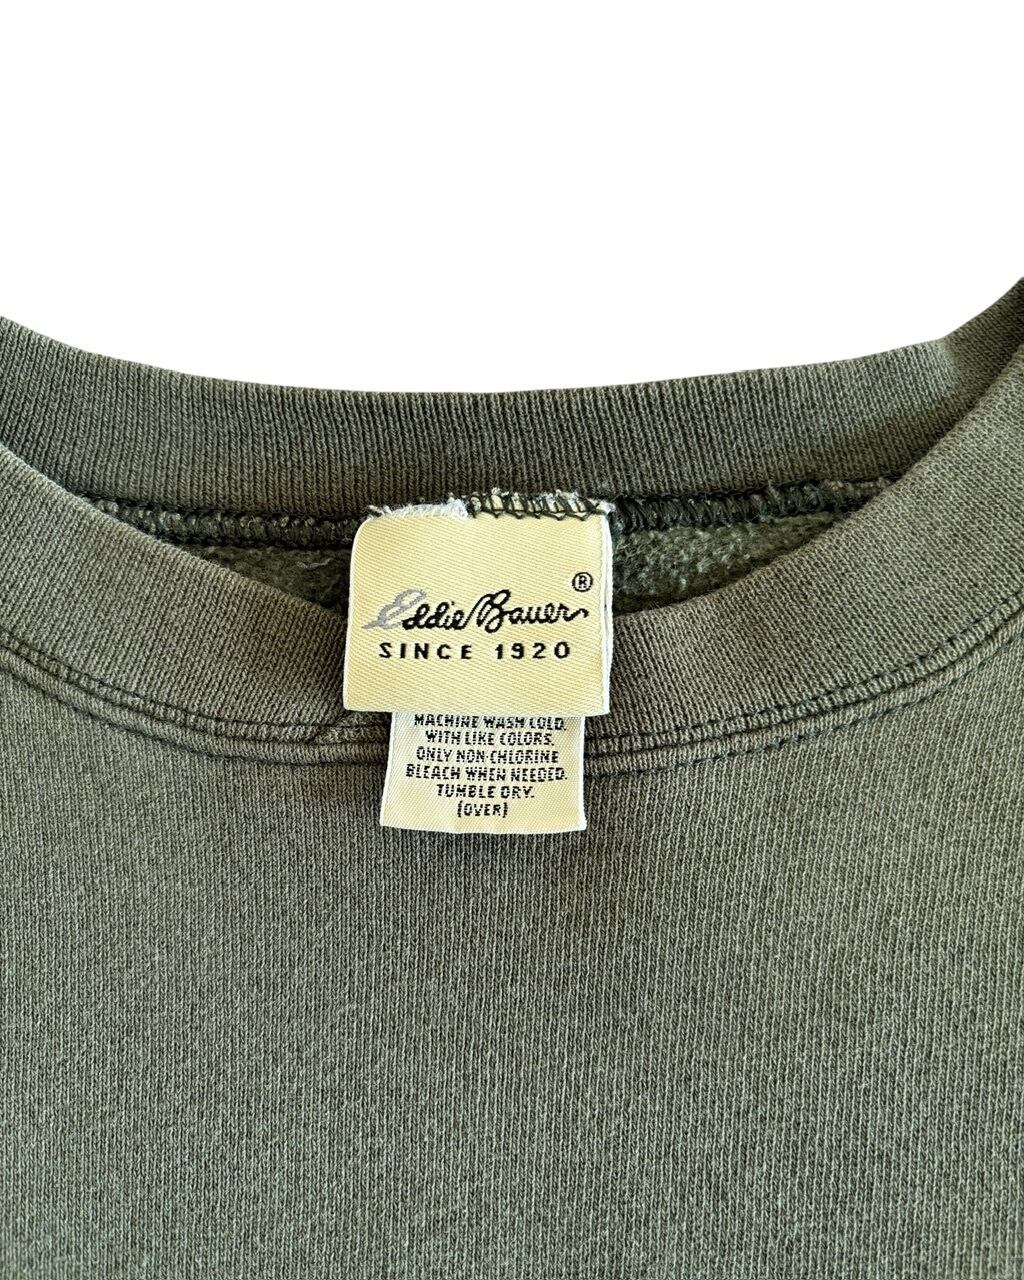 Eddie Bauer ®
SINCE 1920
MACHINE WASH COLD.
WITH LIKE COLORS.
ONLY NON-CHLORINE
BLEACH WHEN NEEDED.
TUMBLE DRY.
(OVER)